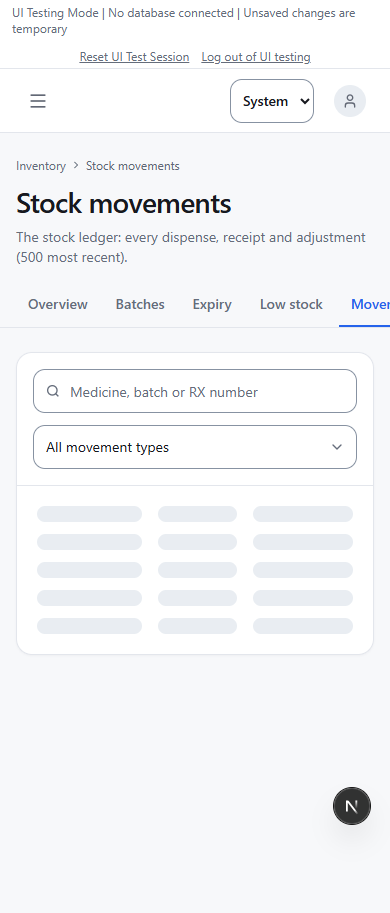 UI Testing Mode | No database connected | Unsaved changes are
temporary
Reset UI Test Session Log out of UI testing
System
Inventory > Stock movements
Stock movements
The stock ledger: every dispense, receipt and adjustment
(500 most recent).
Overview Batches Expiry Low stock
Medicine, batch or RX number
All movement types
N